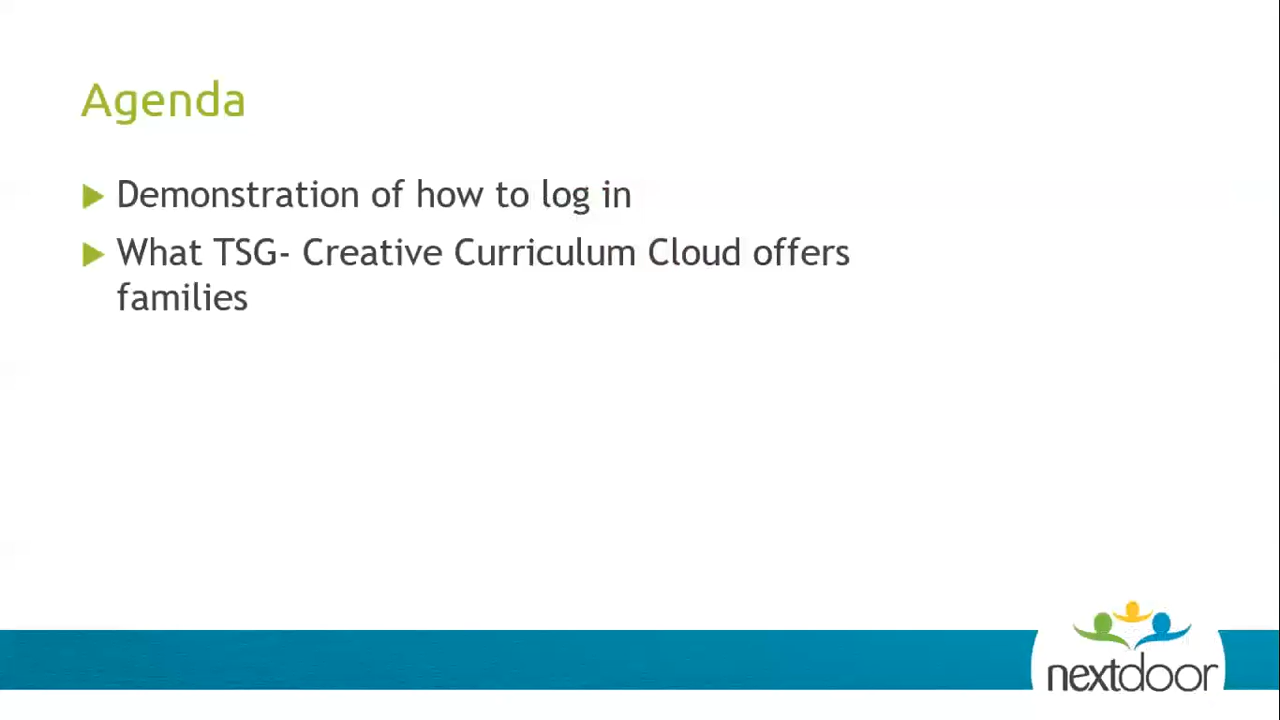 Agenda
Demonstration of how to log in
What TSG- Creative Curriculum Cloud offers
families
nextdoor